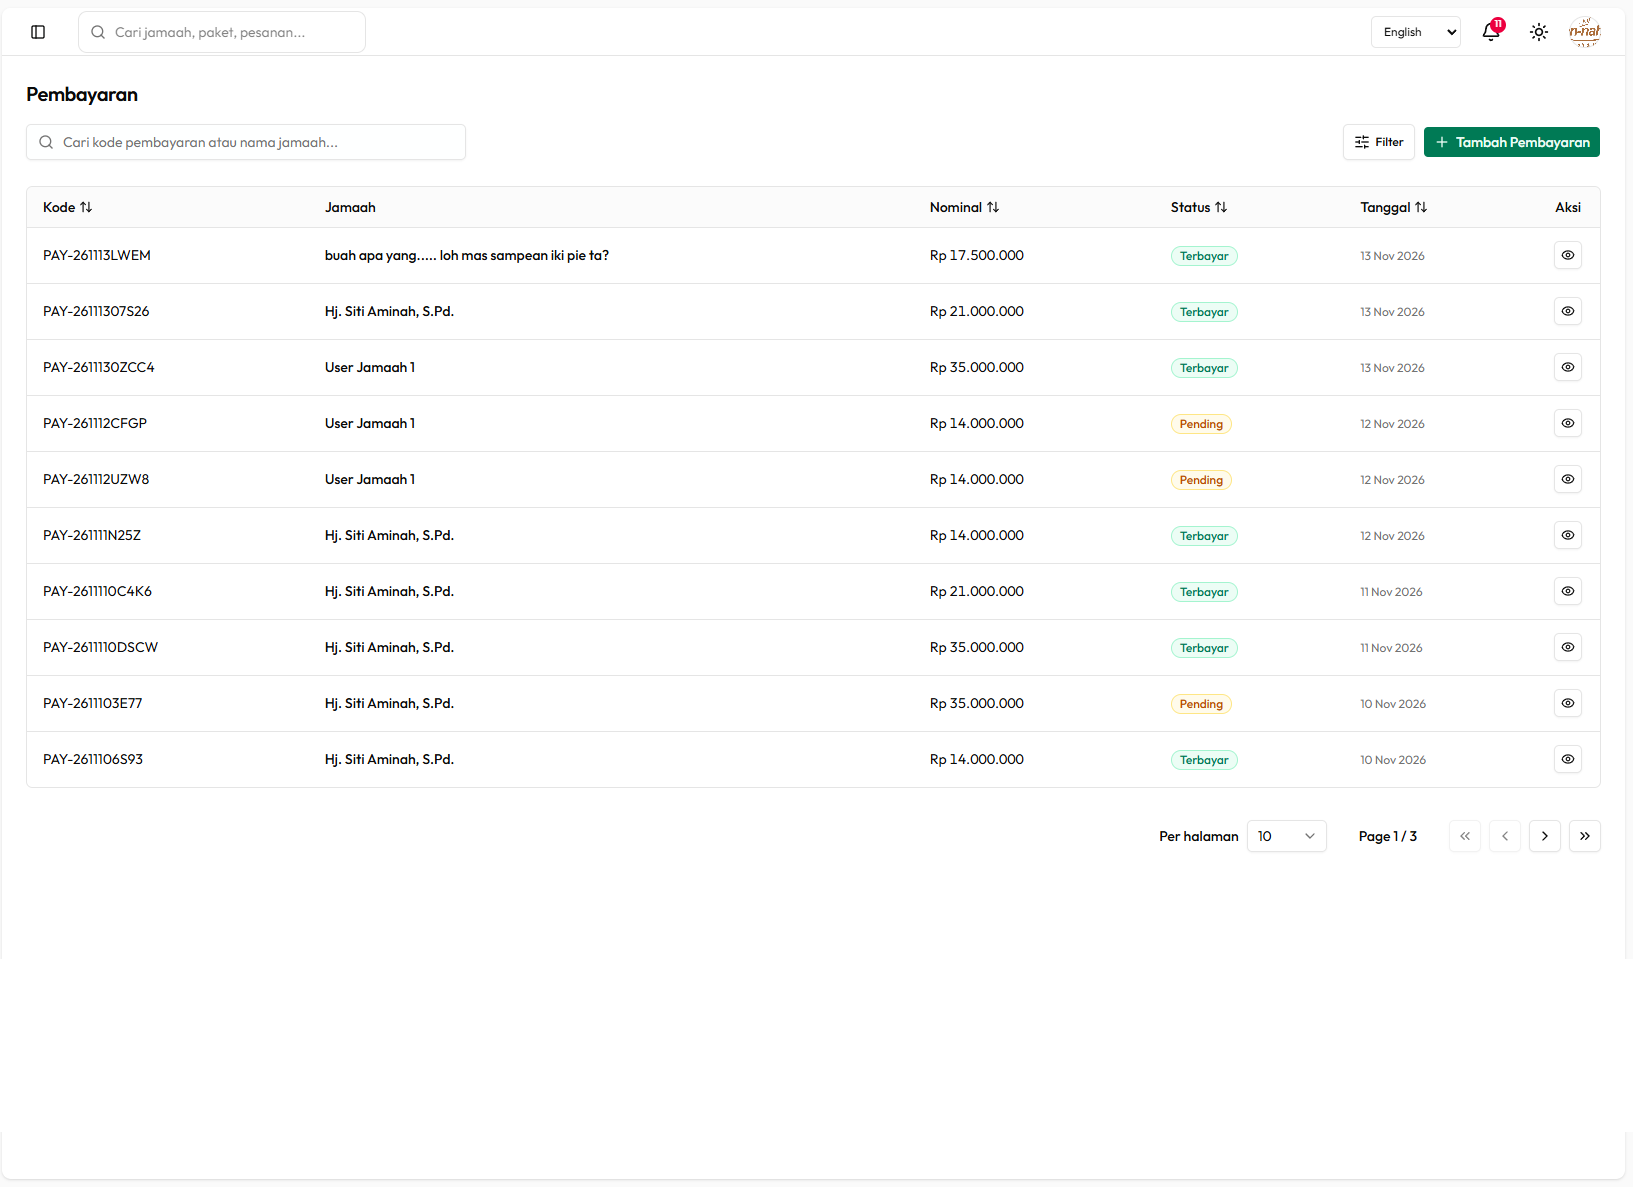 Cari jamaah, paket, pesanan...
English
11
n-nah
Pembayaran
Cari kode pembayaran atau nama jamaah...
Filter
Tambah Pembayaran
Kode Jamaah Nominal Status Tanggal Aksi
PAY-261113LWEM buah apa yang..... loh mas sampean iki pie ta? Rp 17.500.000 Terbayar 13 Nov 2026
PAY-26111307S26 Hj. Siti Aminah, S.Pd. Rp 21.000.000 Terbayar 13 Nov 2026
PAY-2611130ZCC4 User Jamaah 1 Rp 35.000.000 Terbayar 13 Nov 2026
PAY-261112CFGP User Jamaah 1 Rp 14.000.000 Pending 12 Nov 2026
PAY-261112UZW8 User Jamaah 1 Rp 14.000.000 Pending 12 Nov 2026
PAY-261111N25Z Hj. Siti Aminah, S.Pd. Rp 14.000.000 Terbayar 12 Nov 2026
PAY-2611110C4K6 Hj. Siti Aminah, S.Pd. Rp 21.000.000 Terbayar 11 Nov 2026
PAY-2611110DSCW Hj. Siti Aminah, S.Pd. Rp 35.000.000 Terbayar 11 Nov 2026
PAY-2611103E77 Hj. Siti Aminah, S.Pd. Rp 35.000.000 Pending 10 Nov 2026
PAY-2611106S93 Hj. Siti Aminah, S.Pd. Rp 14.000.000 Terbayar 10 Nov 2026
Per halaman 10 Page 1 / 3